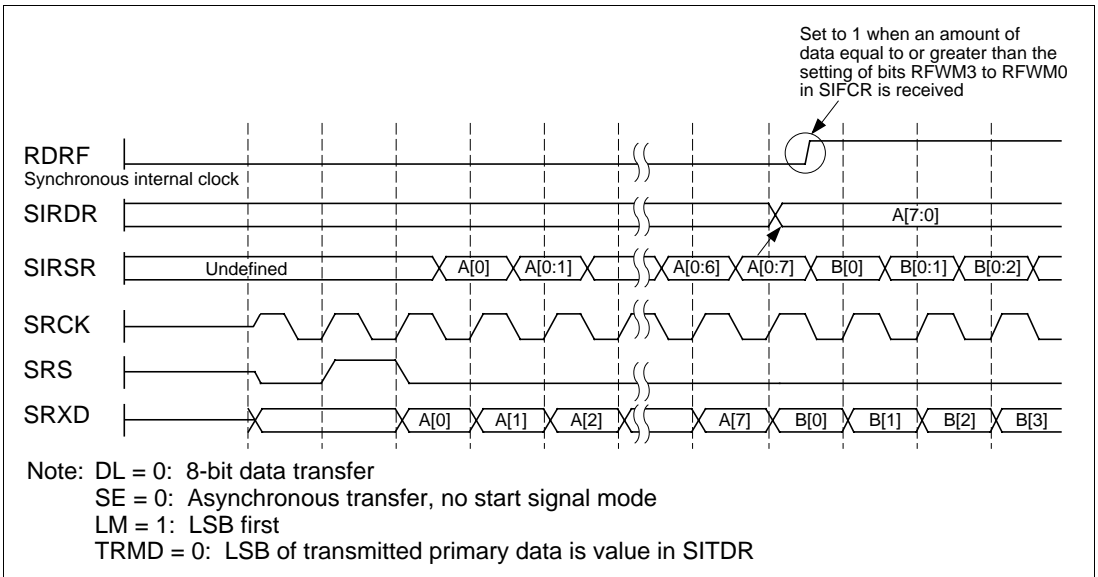 Set to 1 when an amount of
data equal to or greater than the
setting of bits RFWM3 to RFWM0
in SIFCR is received
RDRF
Synchronous internal clock
SIRDR A[7:0]
SIRSR Undefined A[0] A[0:1] A[0:6] A[0:7] B[0] B[0:1] B[0:2]
SRCK
SRS
SRXD A[0] A[1] A[2] A[7] B[0] B[1] B[2] B[3]
Note: DL = 0: 8-bit data transfer
SE = 0: Asynchronous transfer, no start signal mode
LM = 1: LSB first
TRMD = 0: LSB of transmitted primary data is value in SITDR